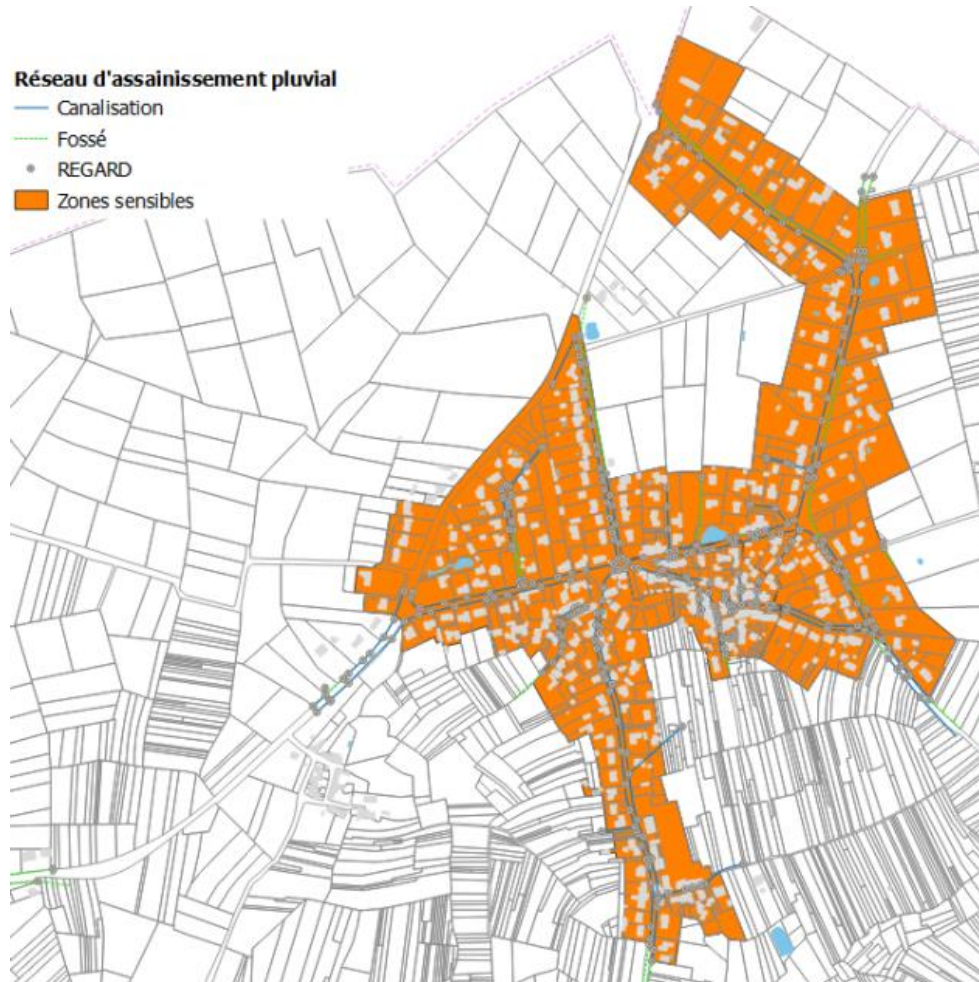 Réseau d'assainissement pluvial
Canalisation
Fossé
REGARD
Zones sensibles